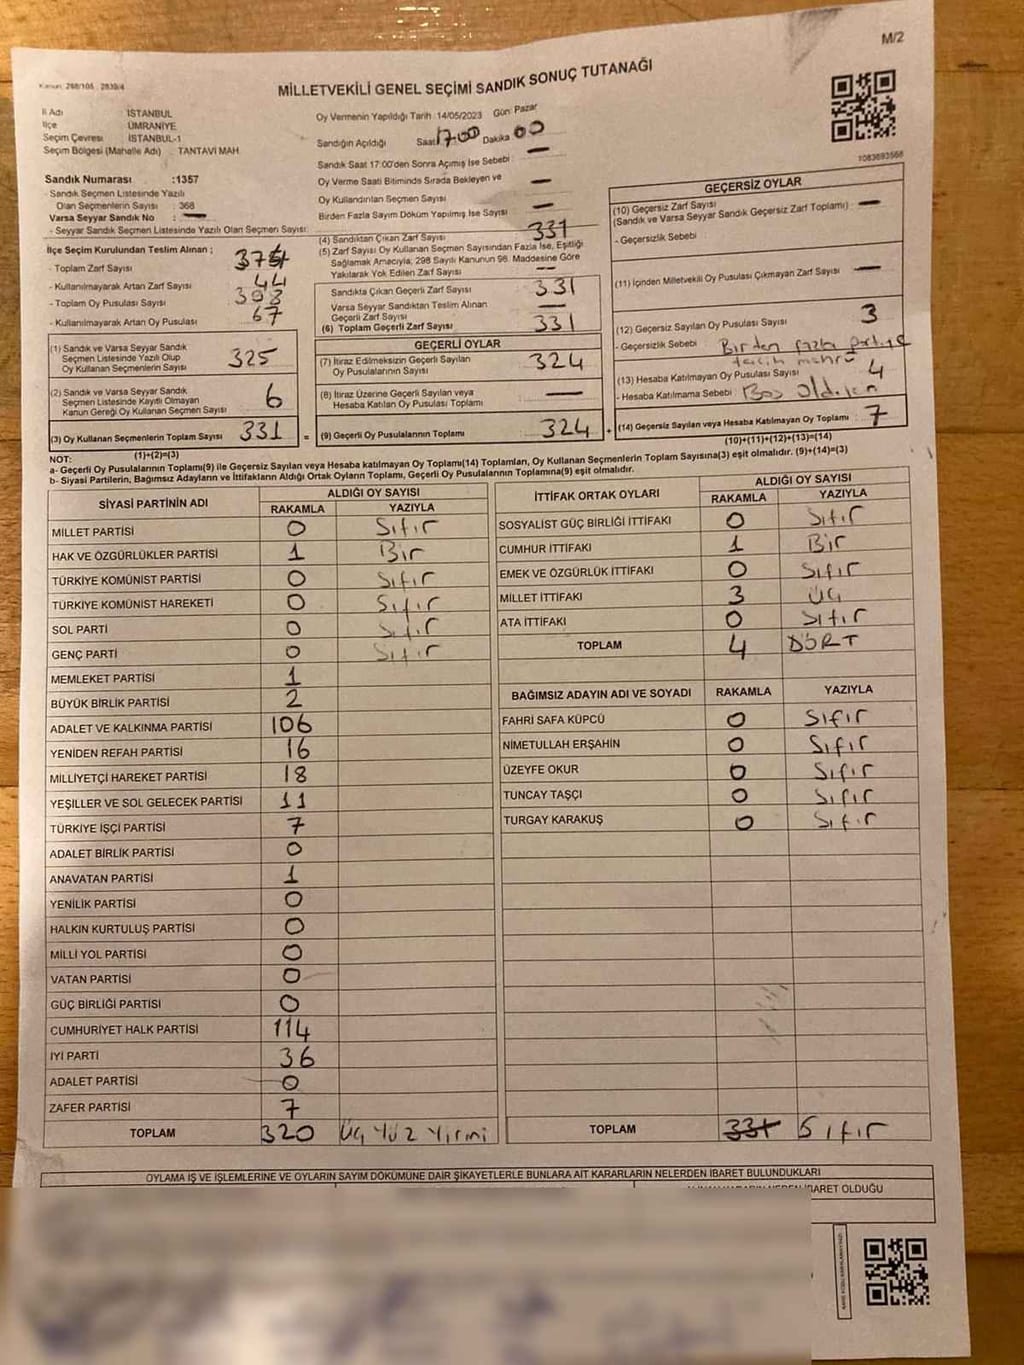 M/2
Kanun: 298/105 - 2839/4
MİLLETVEKİLİ GENEL SEÇİMİ SANDIK SONUÇ TUTANAĞI
İl Adı : İSTANBUL
İlçe : ÜMRANİYE
Seçim Çevresi : İSTANBUL-1
Seçim Bölgesi (Mahalle Adı) : TANTAVİ MAH.
Oy Vermenin Yapıldığı Tarih :14/05/2023 Gün: Pazar
Sandığın Açıldığı Saat 17:00 Dakika 00
Sandık Saat 17:00'den Sonra Açılmış İse Sebebi : —
Oy Verme Saati Bitiminde Sırada Bekleyen ve
Oy Kullandırılan Seçmen Sayısı : —
Birden Fazla Sayım Döküm Yapılmış İse Sayısı : —
1083693568
Sandık Numarası :1357
- Sandık Seçmen Listesinde Yazılı
Olan Seçmenlerin Sayısı : 368
Varsa Seyyar Sandık No : —
- Seyyar Sandık Seçmen Listesinde Yazılı Olan Seçmen Sayısı:
İlçe Seçim Kurulundan Teslim Alınan ;
- Toplam Zarf Sayısı :
- Kullanılmayarak Artan Zarf Sayısı : 44
- Toplam Oy Pusulası Sayısı : 398
- Kullanılmayarak Artan Oy Pusulası : 67
(1) Sandık ve Varsa Seyyar Sandık
Seçmen Listesinde Yazılı Olup
Oy Kullanan Seçmenlerin Sayısı : 325
(2) Sandık ve Varsa Seyyar Sandık
Seçmen Listesinde Kayıtlı Olmayan
Kanun Gereği Oy Kullanan Seçmen Sayısı : 6
(3) Oy Kullanan Seçmenlerin Toplam Sayısı : 331
(1)+(2)=(3)
(4) Sandıktan Çıkan Zarf Sayısı : 331
(5) Zarf Sayısı Oy Kullanan Seçmen Sayısından Fazla İse, Eşitliği
Sağlamak Amacıyla, 298 Sayılı Kanunun 98. Maddesine Göre
Yakılarak Yok Edilen Zarf Sayısı : —
Sandıkta Çıkan Geçerli Zarf Sayısı : 331
Varsa Seyyar Sandıktan Teslim Alınan
Geçerli Zarf Sayısı : —
(6) Toplam Geçerli Zarf Sayısı : 331
GEÇERLİ OYLAR
(7) İtiraz Edilmeksizin Geçerli Sayılan
Oy Pusulalarının Sayısı : 324
(8) İtiraz Üzerine Geçerli Sayılan veya
Hesaba Katılan Oy Pusulası Toplamı : —
= (9) Geçerli Oy Pusulalarının Toplamı : 324
GEÇERSİZ OYLAR
(10) Geçersiz Zarf Sayısı
(Sandık ve Varsa Seyyar Sandık Geçersiz Zarf Toplamı) : —
- Geçersizlik Sebebi :
(11) İçinden Milletvekili Oy Pusulası Çıkmayan Zarf Sayısı : —
(12) Geçersiz Sayılan Oy Pusulası Sayısı : 3
- Geçersizlik Sebebi : Birden fazla partiye
tercih mührü
(13) Hesaba Katılmayan Oy Pusulası Sayısı : 4
- Hesaba Katılmama Sebebi : Boş Oldukan
+ (14) Geçersiz Sayılan veya Hesaba Katılmayan Oy Toplamı : 7
(10)+(11)+(12)+(13)=(14)
NOT:
a- Geçerli Oy Pusulalarının Toplamı(9) ile Geçersiz Sayılan veya Hesaba katılmayan Oy Toplamı(14) Toplamları, Oy Kullanan Seçmenlerin Toplam Sayısına(3) eşit olmalıdır. (9)+(14)=(3)
b- Siyasi Partilerin, Bağımsız Adayların ve İttifakların Aldığı Ortak Oyların Toplamı, Geçerli Oy Pusulalarının Toplamına(9) eşit olmalıdır.
SİYASİ PARTİNİN ADI ALDIĞI OY SAYISI
RAKAMLA YAZIYLA
MİLLET PARTİSİ 0 Sıfır
HAK VE ÖZGÜRLÜKLER PARTİSİ 1 Bir
TÜRKİYE KOMÜNİST PARTİSİ 0 Sıfır
TÜRKİYE KOMÜNİST HAREKETİ 0 Sıfır
SOL PARTİ 0 Sıfır
GENÇ PARTİ 0 Sıfır
MEMLEKET PARTİSİ 1
BÜYÜK BİRLİK PARTİSİ 2
ADALET VE KALKINMA PARTİSİ 106
YENİDEN REFAH PARTİSİ 16
MİLLİYETÇİ HAREKET PARTİSİ 18
YEŞİLLER VE SOL GELECEK PARTİSİ 11
TÜRKİYE İŞÇİ PARTİSİ 7
ADALET BİRLİK PARTİSİ 0
ANAVATAN PARTİSİ 1
YENİLİK PARTİSİ 0
HALKIN KURTULUŞ PARTİSİ 0
MİLLİ YOL PARTİSİ 0
VATAN PARTİSİ 0
GÜÇ BİRLİĞİ PARTİSİ 0
CUMHURİYET HALK PARTİSİ 114
İYİ PARTİ 36
ADALET PARTİSİ 0
ZAFER PARTİSİ 7
TOPLAM 320 Üç Yüz Yirmi
İTTİFAK ORTAK OYLARI ALDIĞI OY SAYISI
RAKAMLA YAZIYLA
SOSYALİST GÜÇ BİRLİĞİ İTTİFAKI 0 Sıfır
CUMHUR İTTİFAKI 1 Bir
EMEK VE ÖZGÜRLÜK İTTİFAKI 0 Sıfır
MİLLET İTTİFAKI 3 Üç
ATA İTTİFAKI 0 Sıfır
TOPLAM 4 DÖRT
BAĞIMSIZ ADAYIN ADI VE SOYADI RAKAMLA YAZIYLA
FAHRİ SAFA KÜPCÜ 0 Sıfır
NİMETULLAH ERŞAHİN 0 Sıfır
ÜZEYFE OKUR 0 Sıfır
TUNCAY TAŞÇI 0 Sıfır
TURGAY KARAKUŞ 0 Sıfır
TOPLAM 331 Sıfır
OYLAMA İŞ VE İŞLEMLERİNE VE OYLARIN SAYIM DÖKÜMÜNE DAİR ŞİKAYETLERLE BUNLARA AİT KARARLARIN NELERDEN İBARET BULUNDUKLARI
İBARET OLDUĞU